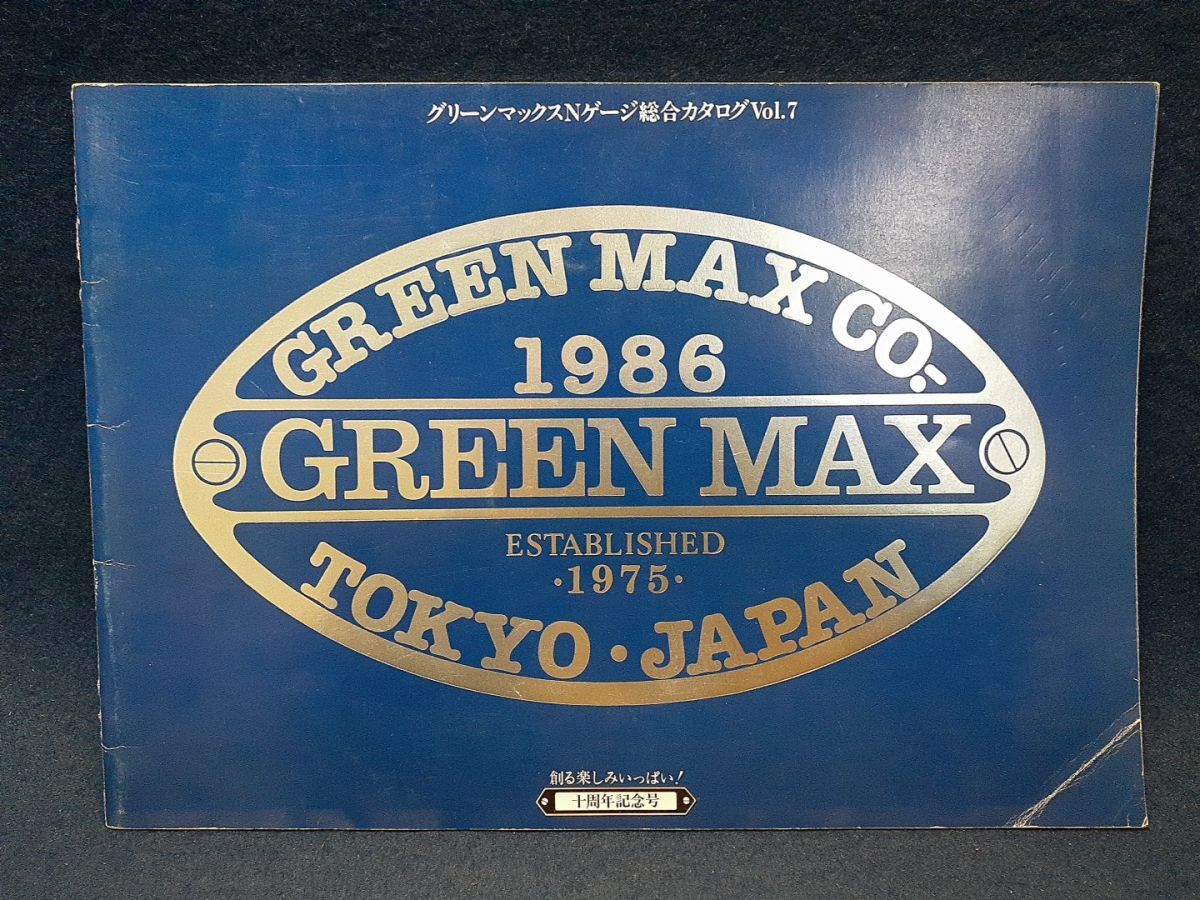 グリーンマックスNゲージ総合カタログVol.7
GREEN MAX CO.-
1986
GREEN MAX
ESTABLISHED
・1975・
TOKYO・JAPAN
創る楽しみいっぱい!
十周年記念号